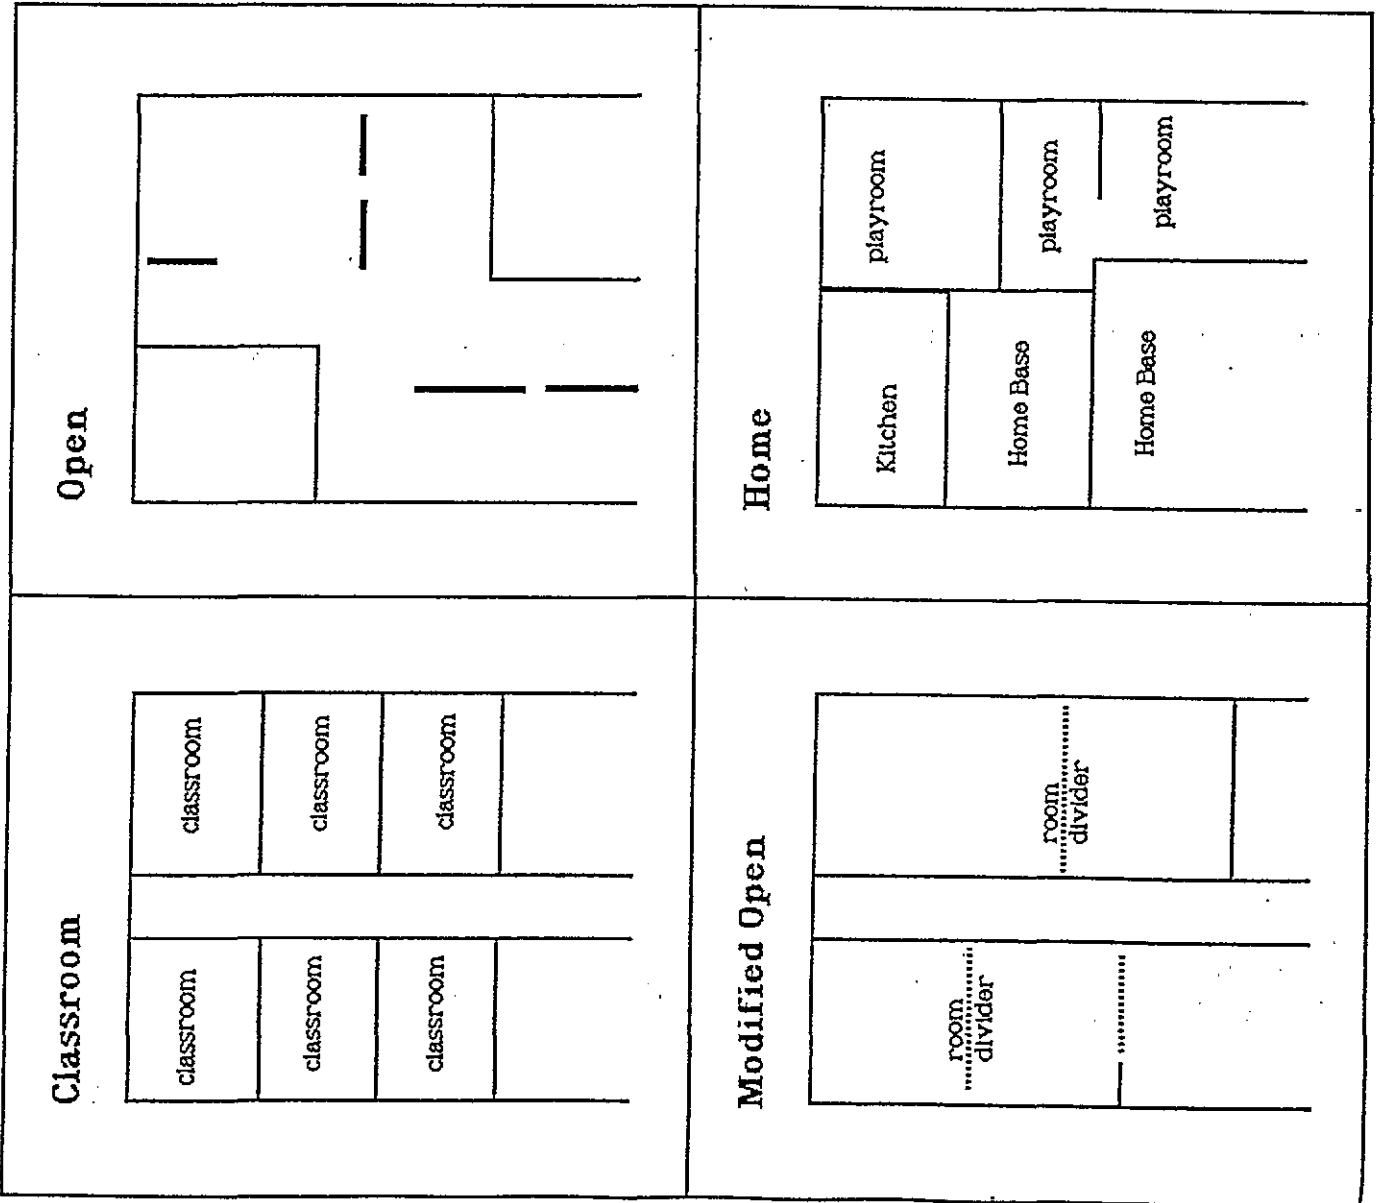 Classroom
classroom
classroom
classroom
classroom
classroom
classroom
Open
Modified Open
room
divider
room
divider
Home
Kitchen
playroom
Home Base
playroom
Home Base
playroom